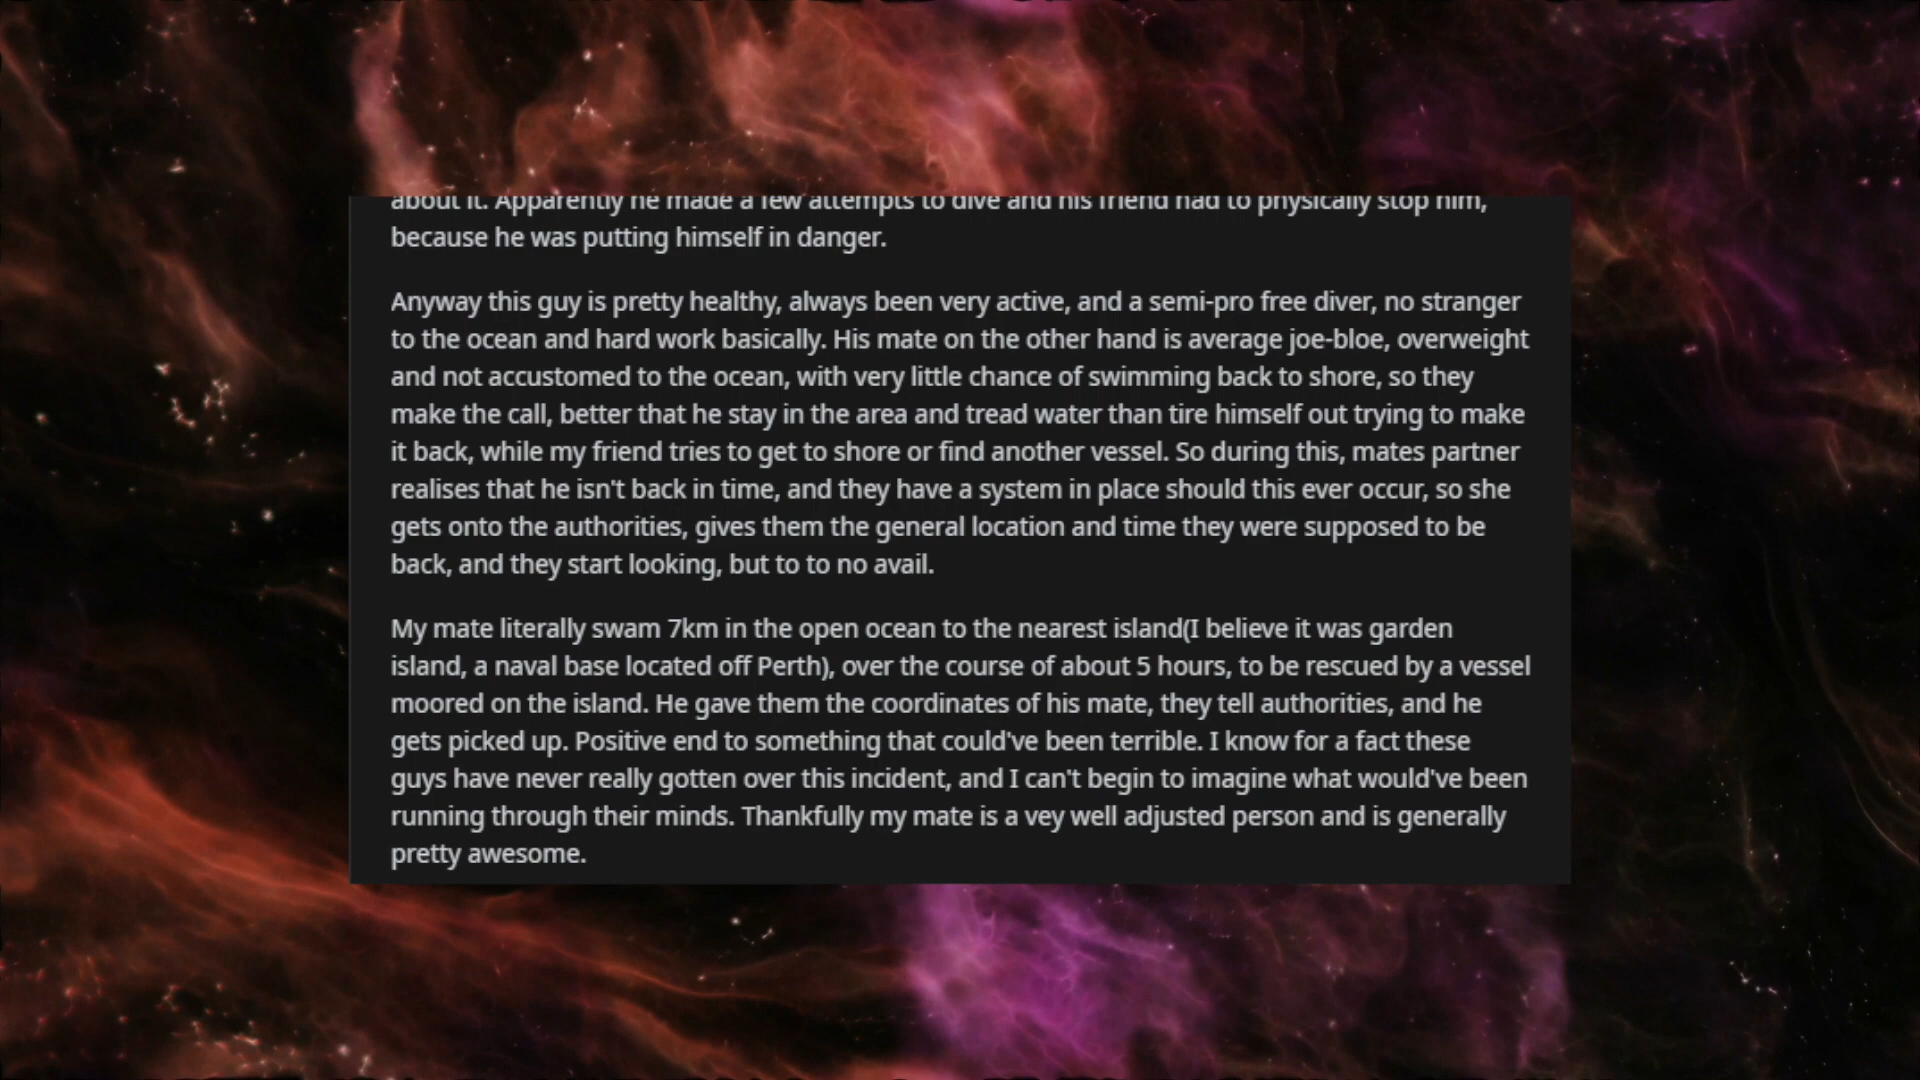 about it. Apparently he made a few attempts to dive and his friend had to physically stop him,
because he was putting himself in danger.
Anyway this guy is pretty healthy, always been very active, and a semi-pro free diver, no stranger
to the ocean and hard work basically. His mate on the other hand is average joe-bloe, overweight
and not accustomed to the ocean, with very little chance of swimming back to shore, so they
make the call, better that he stay in the area and tread water than tire himself out trying to make
it back, while my friend tries to get to shore or find another vessel. So during this, mates partner
realises that he isn't back in time, and they have a system in place should this ever occur, so she
gets onto the authorities, gives them the general location and time they were supposed to be
back, and they start looking, but to to no avail.
My mate literally swam 7km in the open ocean to the nearest island(I believe it was garden
island, a naval base located off Perth), over the course of about 5 hours, to be rescued by a vessel
moored on the island. He gave them the coordinates of his mate, they tell authorities, and he
gets picked up. Positive end to something that could've been terrible. I know for a fact these
guys have never really gotten over this incident, and I can't begin to imagine what would've been
running through their minds. Thankfully my mate is a vey well adjusted person and is generally
pretty awesome.